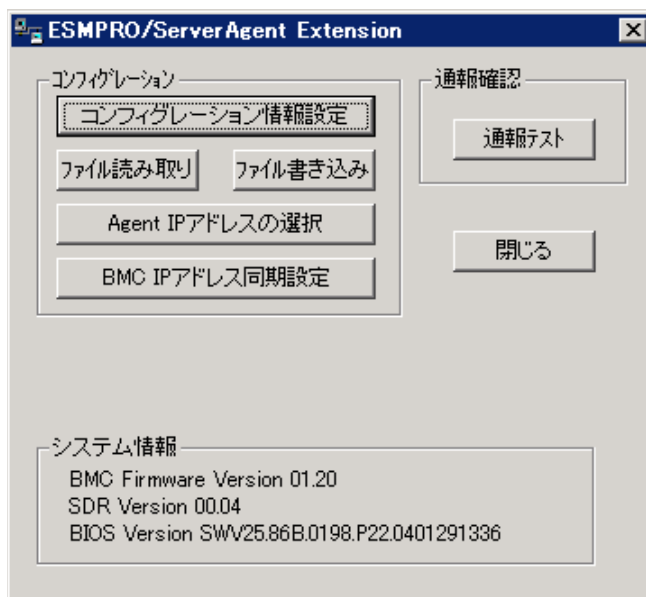 ESMPRO/ServerAgent Extension
コンフィグレーション
コンフィグレーション情報設定
ファイル読み取り
ファイル書き込み
Agent IPアドレスの選択
BMC IPアドレス同期設定
通報確認
通報テスト
閉じる
システム情報
BMC Firmware Version 01.20
SDR Version 00.04
BIOS Version SWV25.86B.0198.P22.0401291336